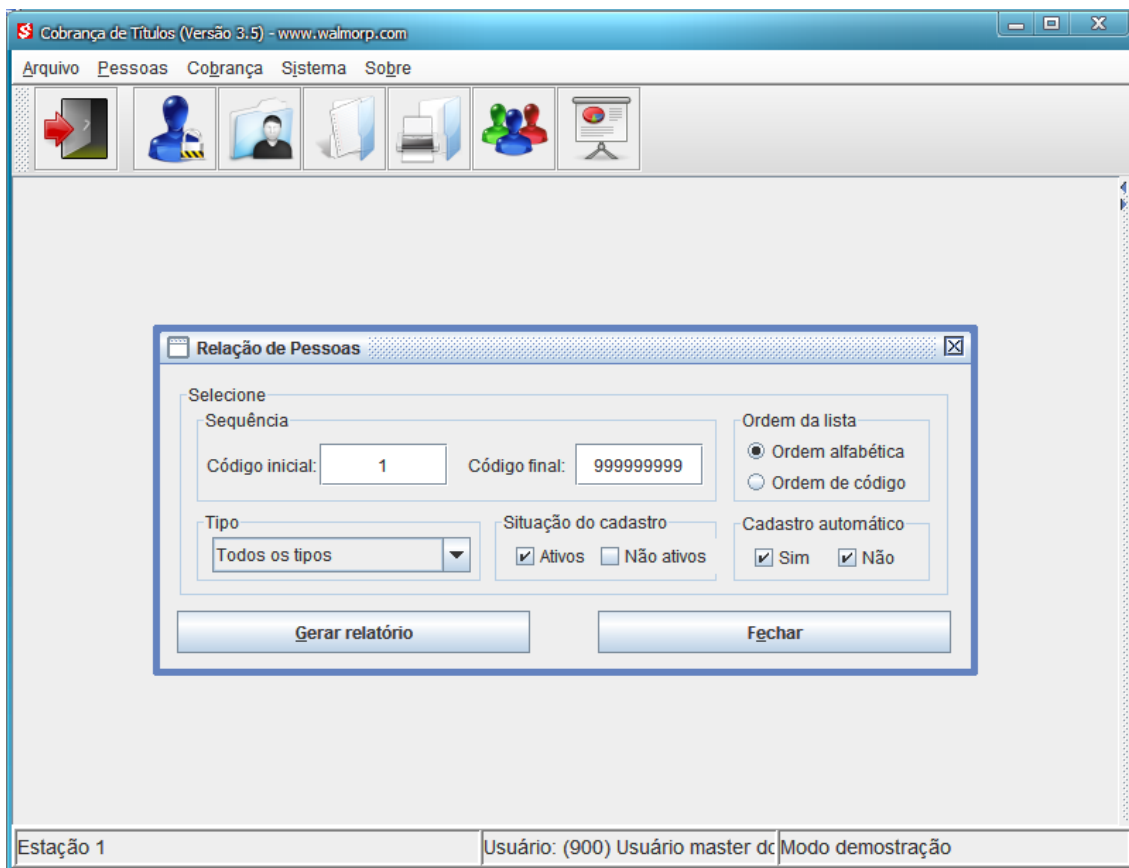 Cobrança de Títulos (Versão 3.5) - www.walmorp.com
Arquivo Pessoas Cobrança Sistema Sobre
Relação de Pessoas
Selecione
Sequência
Código inicial: 1 Código final: 999999999
Ordem da lista
Ordem alfabética
Ordem de código
Tipo
Todos os tipos
Situação do cadastro
Ativos Não ativos
Cadastro automático
Sim Não
Gerar relatório Fechar
Estação 1 Usuário: (900) Usuário master do Modo demostração